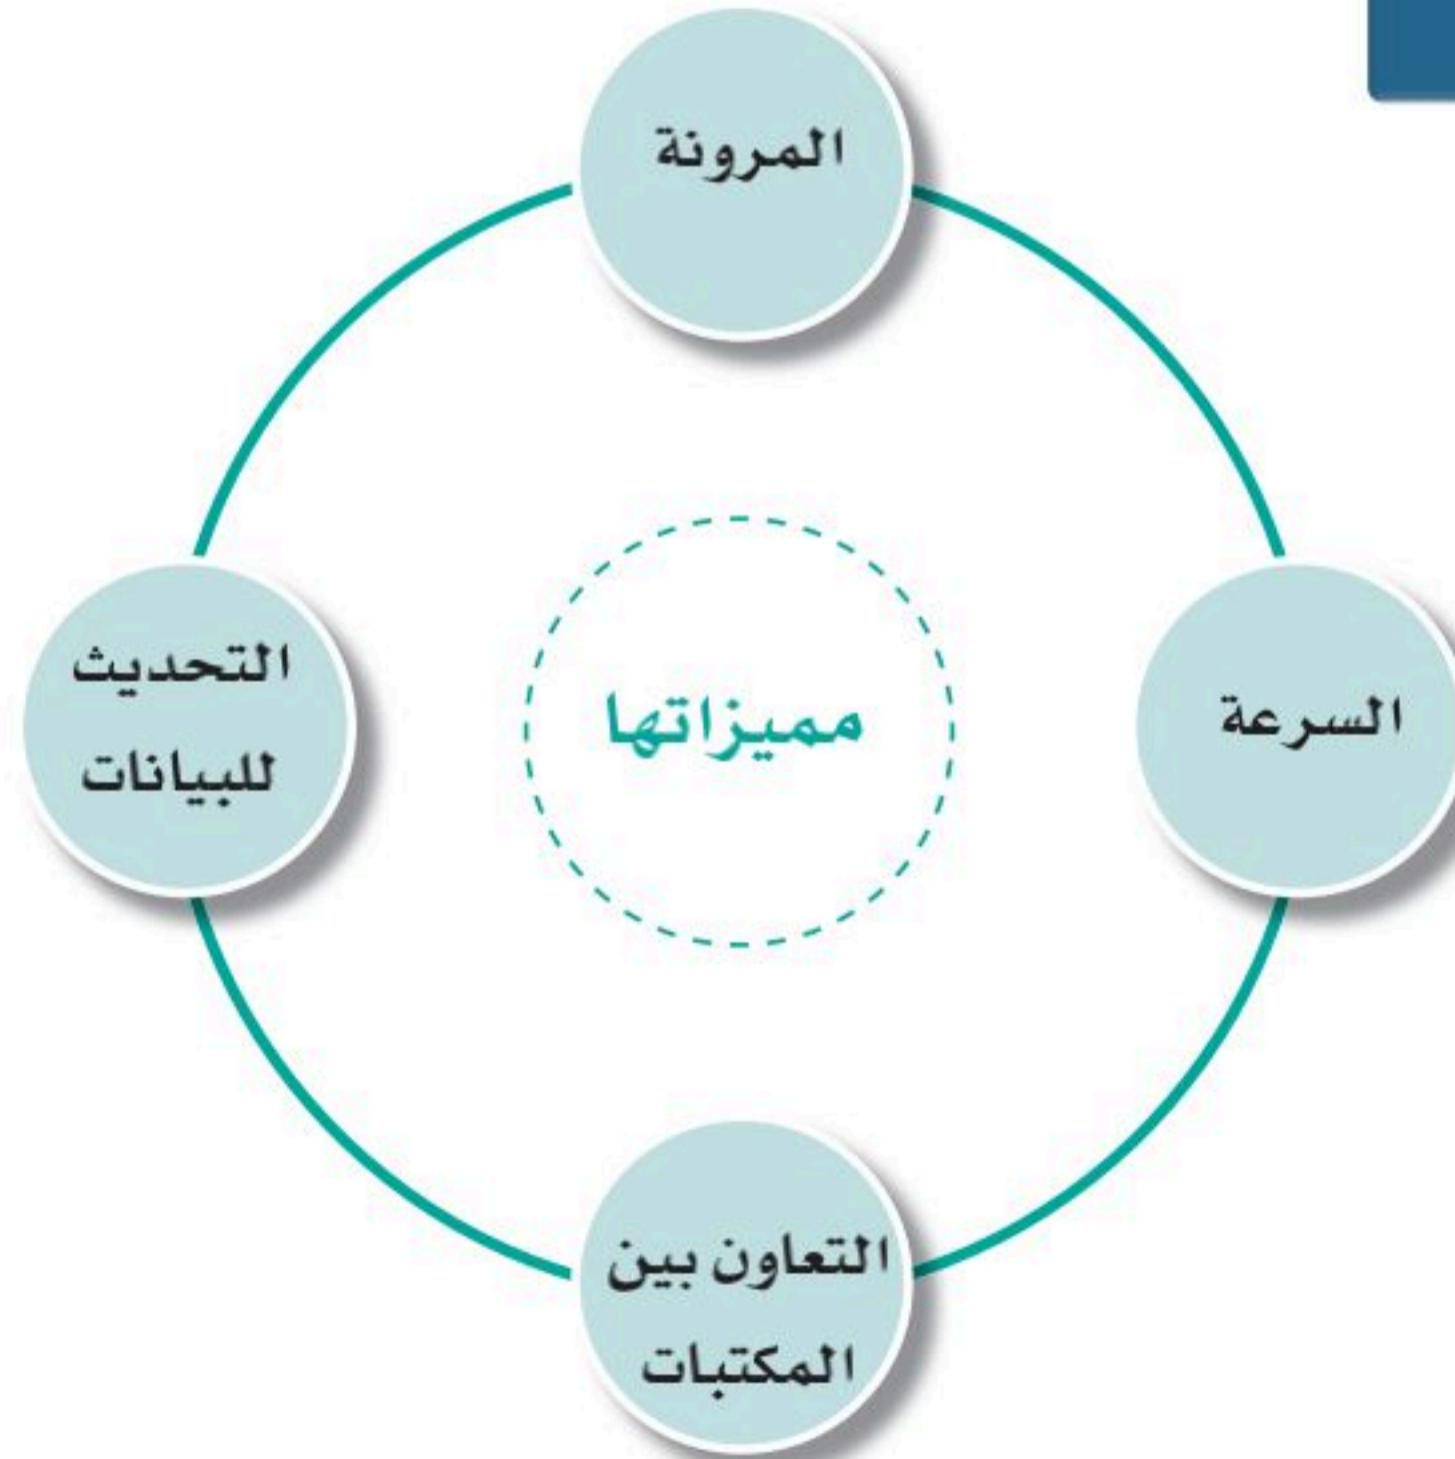 المرونة
السرعة
مميزاتها
التحديث
للبيانات
التعاون بين
المكتبات